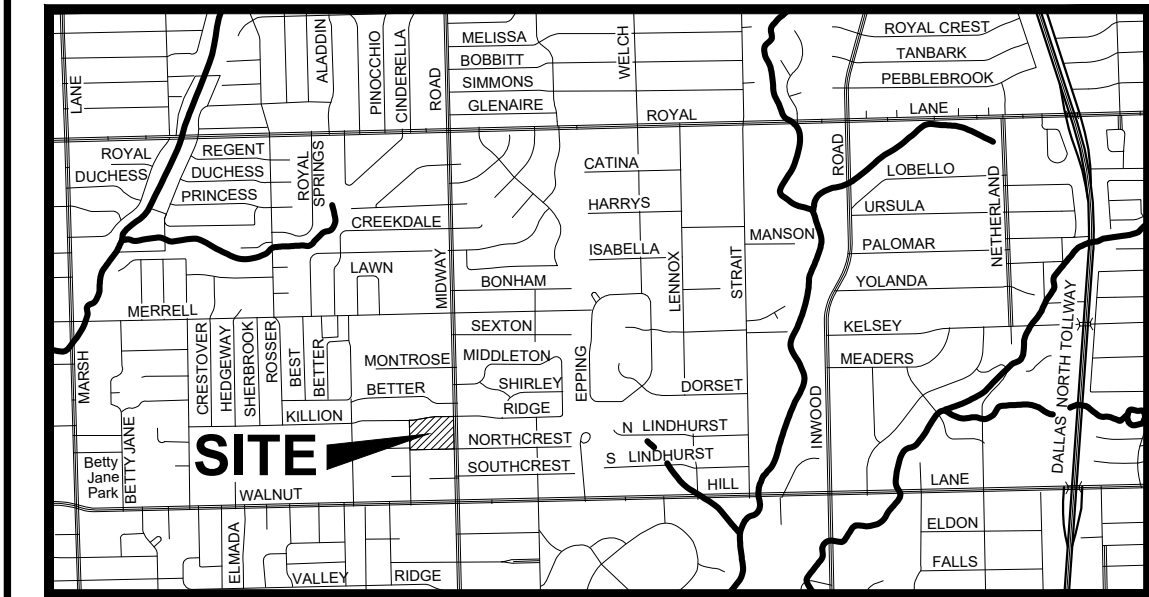 MELISSA
BOBBITT
SIMMONS
GLENAIRE
WELCH
ROYAL CREST
TANBARK
PEBBLEBROOK
LANE
ALADDIN
PINOCCHIO
CINDERELLA
ROAD
ROYAL
LANE
ROYAL
DUCHESS
REGENT
DUCHESS
PRINCESS
ROYAL
SPRINGS
CREEKDALE
LAWN
MERRELL
MIDWAY
BONHAM
SEXTON
CATINA
HARRYS
ISABELLA
LENNOX
STRAIT
MANSON
ROAD
LOBELLO
URSULA
PALOMAR
YOLANDA
NETHERLAND
KELSEY
MEADERS
MARSH
CRESTOVER
HEDGEWAY
SHERBROOK
ROSSER
BEST
BETTER
MONTROSE
BETTER
KILLION
MIDDLETON
SHIRLEY
RIDGE
EPPING
DORSET
INWOOD
DALLAS NORTH TOLLWAY
SITE
NORTHCREST
SOUTHCREST
N LINDHURST
S LINDHURST
HILL
LANE
Betty
Jane
Park
BETTY JANE
WALNUT
ELMADA
VALLEY
RIDGE
ELDON
FALLS